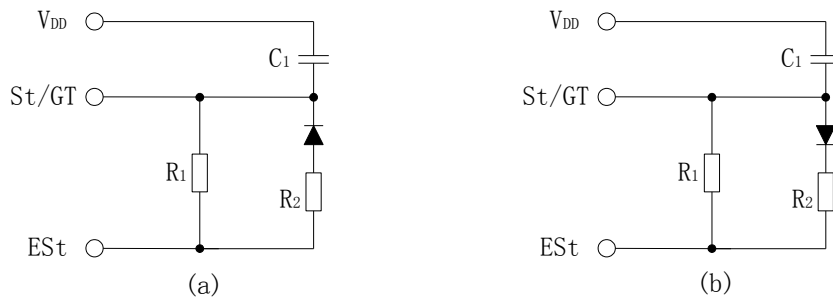 VDD
C1
St/GT
R1
R2
ESt
(a)
VDD
C1
St/GT
R1
R2
ESt
(b)